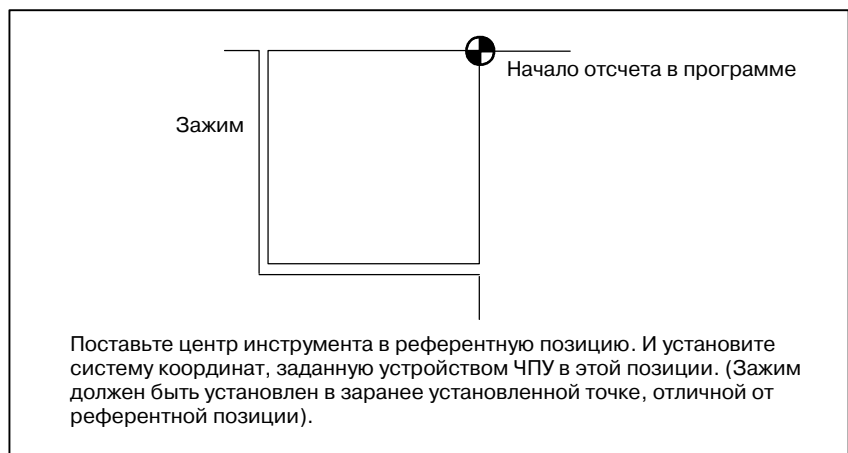 Начало отсчета в программе
Зажим
Поставьте центр инструмента в референтную позицию. И установите
систему координат, заданную устройством ЧПУ в этой позиции. (Зажим
должен быть установлен в заранее установленной точке, отличной от
референтной позиции).